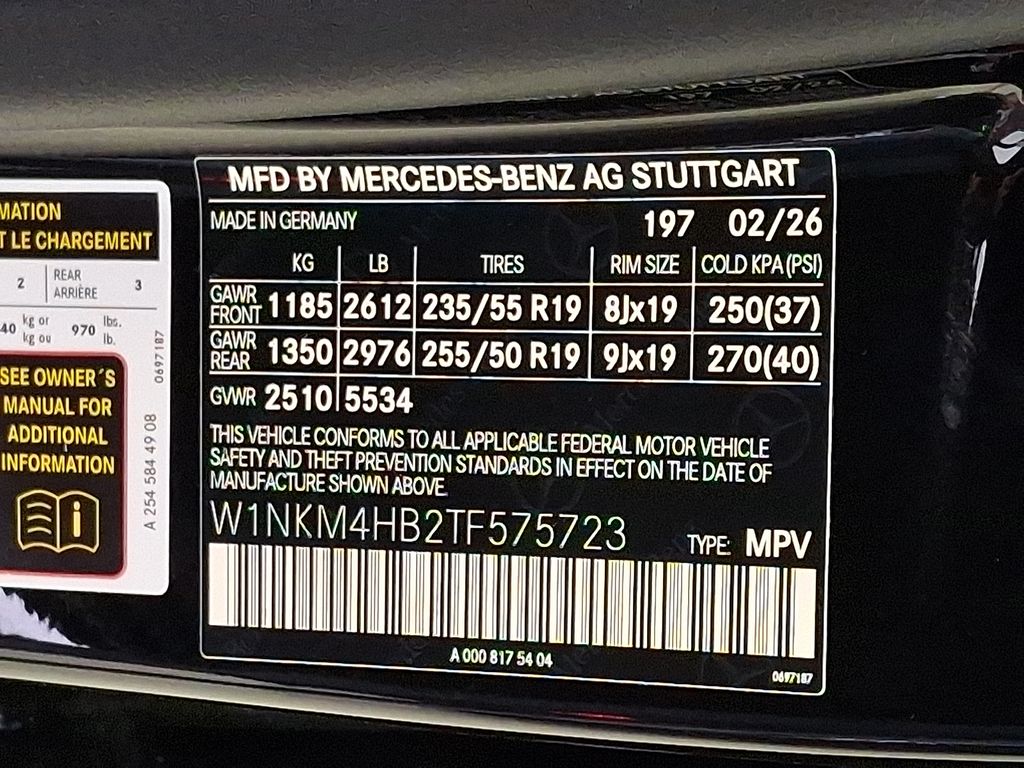 MATION
T LE CHARGEMENT
2 REAR ARRIÈRE 3
40 kg or kg ou 970 lbs. lb.
SEE OWNER´S
MANUAL FOR
ADDITIONAL
INFORMATION
i
A 254 584 49 08
0697187
MFD BY MERCEDES-BENZ AG STUTTGART
MADE IN GERMANY 197 02/26
KG LB TIRES RIM SIZE COLD KPA(PSI)
GAWR FRONT 1185 2612 235/55 R19 8Jx19 250(37)
GAWR REAR 1350 2976 255/50 R19 9Jx19 270(40)
GVWR 2510 5534
THIS VEHICLE CONFORMS TO ALL APPLICABLE FEDERAL MOTOR VEHICLE
SAFETY AND THEFT PREVENTION STANDARDS IN EFFECT ON THE DATE OF
MANUFACTURE SHOWN ABOVE.
W1NKM4HB2TF575723 TYPE: MPV
A 000 817 54 04
0697187